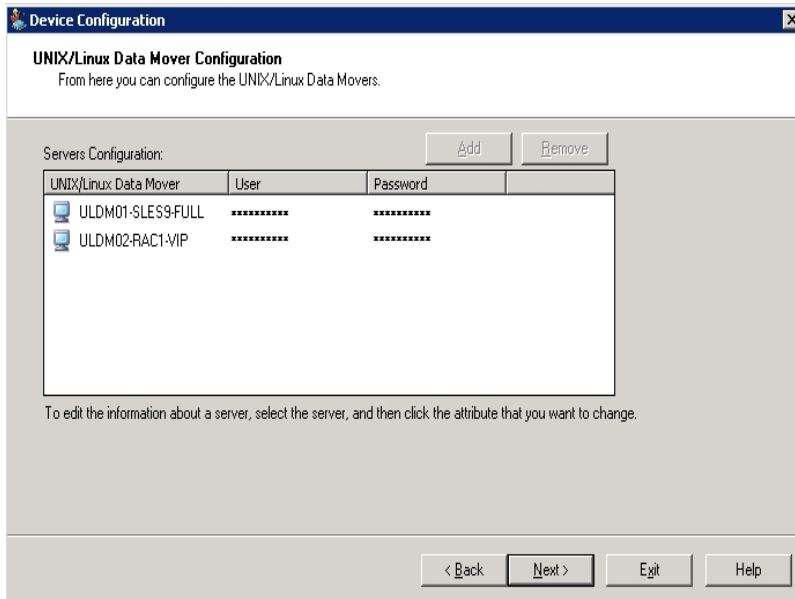 Device Configuration
UNIX/Linux Data Mover Configuration
From here you can configure the UNIX/Linux Data Movers.
Servers Configuration:
Add Remove
UNIX/Linux Data Mover User Password
ULDM01-SLES9-FULL ********** **********
ULDM02-RAC1-VIP ********** **********
To edit the information about a server, select the server, and then click the attribute that you want to change.
< Back Next > Exit Help